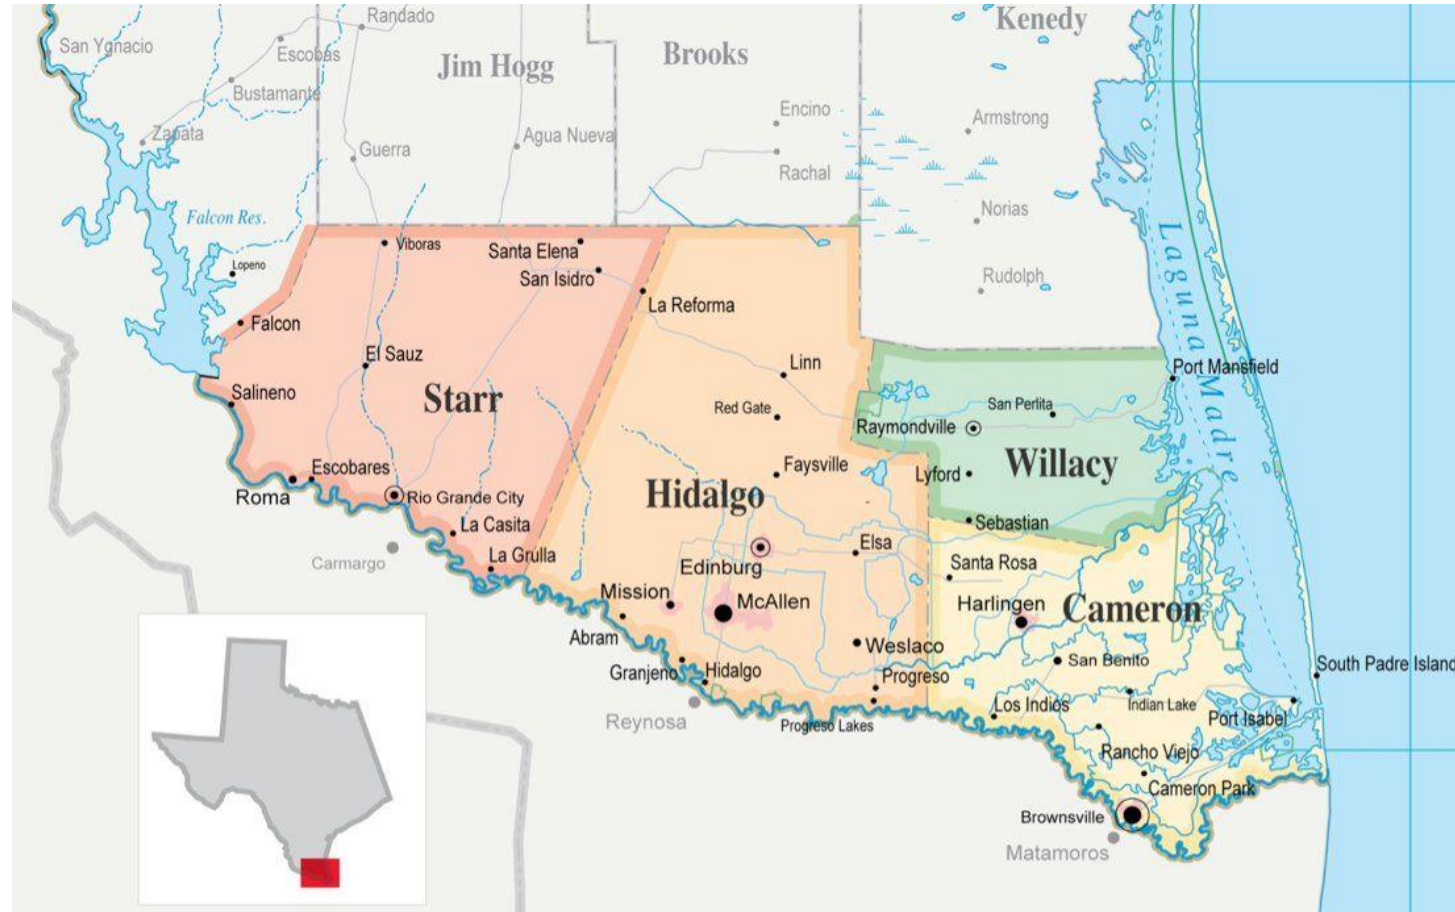 Randado
Kenedy
San Ygnacio
Escobas
Jim Hogg
Brooks
Bustamante
Encino
Armstrong
Zapata
Agua Nueva
Guerra
Rachal
Norias
Falcon Res.
Viboras
Santa Elena
Lopeno
San Isidro
Rudolph
Laguna Madre
La Reforma
Falcon
El Sauz
Linn
Port Mansfield
Salineno
Starr
Red Gate
San Perlita
Raymondville
Escobares
Faysville
Willacy
Lyford
Roma
Rio Grande City
Hidalgo
La Casita
Sebastian
Elsa
Camargo
La Grulla
Edinburg
Santa Rosa
Mission
McAllen
Harlingen
Cameron
Abram
Weslaco
San Benito
South Padre Island
Granjeno
Hidalgo
Progreso
Los Indios
Indian Lake
Port Isabel
Reynosa
Progreso Lakes
Rancho Viejo
Cameron Park
Brownsville
Matamoros